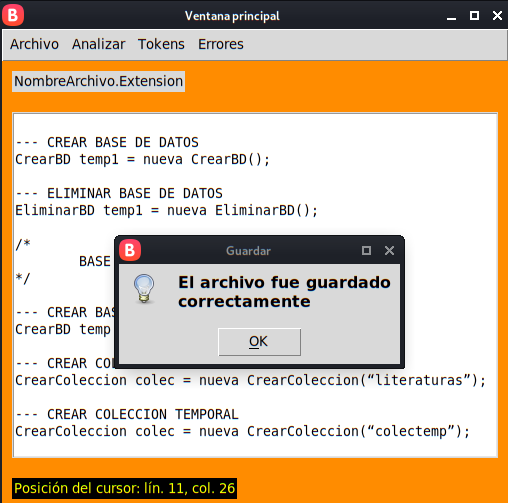 B Ventana principal
Archivo Analizar Tokens Errores
NombreArchivo.Extension
--- CREAR BASE DE DATOS
CrearBD temp1 = nueva CrearBD();
--- ELIMINAR BASE DE DATOS
EliminarBD temp1 = nueva EliminarBD();
/*
BASE
*/
--- CREAR BAS
CrearBD temp
--- CREAR COL
CrearColeccion colec = nueva CrearColeccion(“literaturas”);
--- CREAR COLECCION TEMPORAL
CrearColeccion colec = nueva CrearColeccion(“colectemp”);
B Guardar
El archivo fue guardado
correctamente
OK
Posición del cursor: lín. 11, col. 26